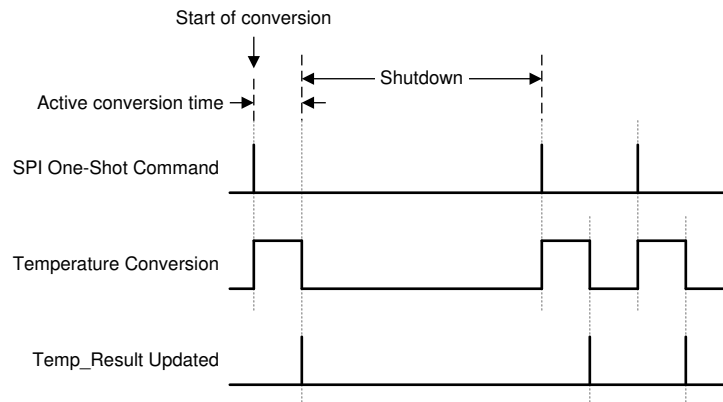 Start of conversion
Shutdown
Active conversion time
SPI One-Shot Command
Temperature Conversion
Temp_Result Updated